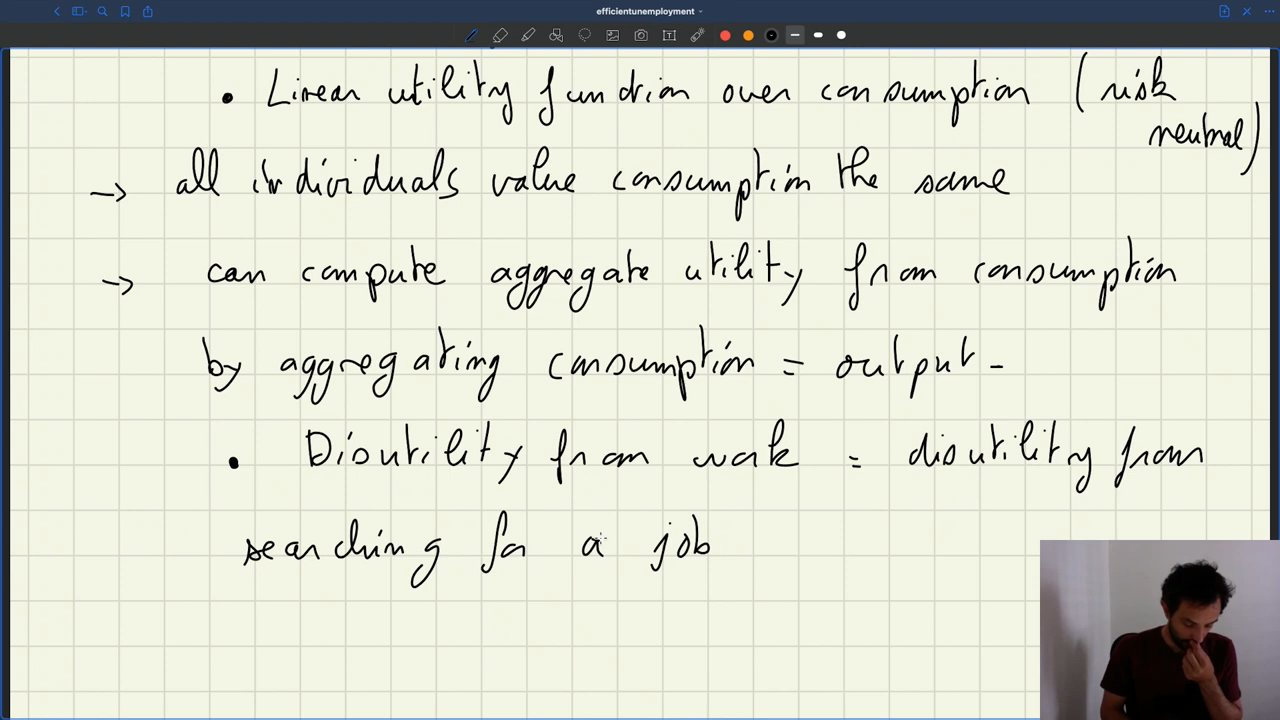 efficientunemployment
• Linear utility function over consumption (risk
neutral)
→ all individuals value consumption the same
→ can compute aggregate utility from consumption
by aggregating consumption = output -
• Disutility from work = disutility from
searching for a job